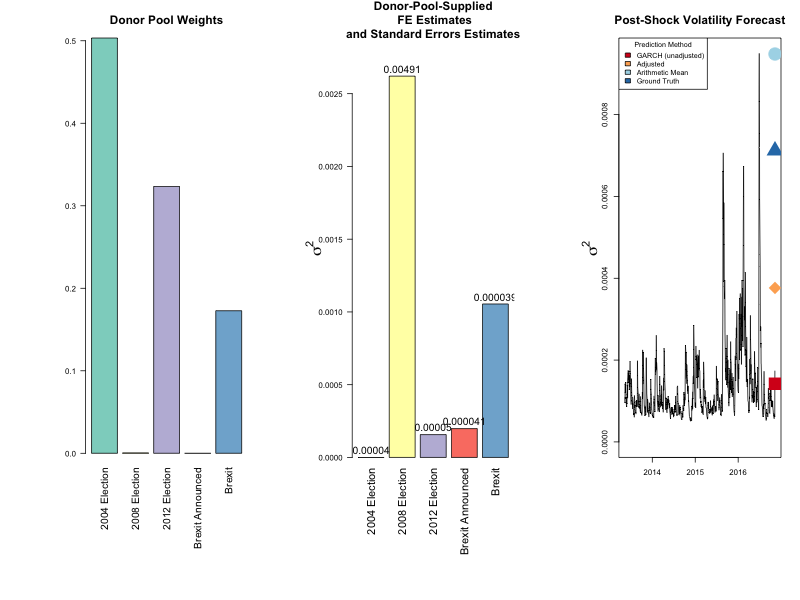 Donor Pool Weights
0.0
0.1
0.2
0.3
0.4
0.5
2004 Election
2008 Election
2012 Election
Brexit Announced
Brexit
Donor-Pool-Supplied
FE Estimates
and Standard Errors Estimates
σ²
0.0000
0.0005
0.0010
0.0015
0.0020
0.0025
0.00004
0.00491
0.00005
0.000041
0.000039
2004 Election
2008 Election
2012 Election
Brexit Announced
Brexit
Post-Shock Volatility Forecast
σ²
0.0000
0.0002
0.0004
0.0006
0.0008
Prediction Method
GARCH (unadjusted)
Adjusted
Arithmetic Mean
Ground Truth
2014
2015
2016